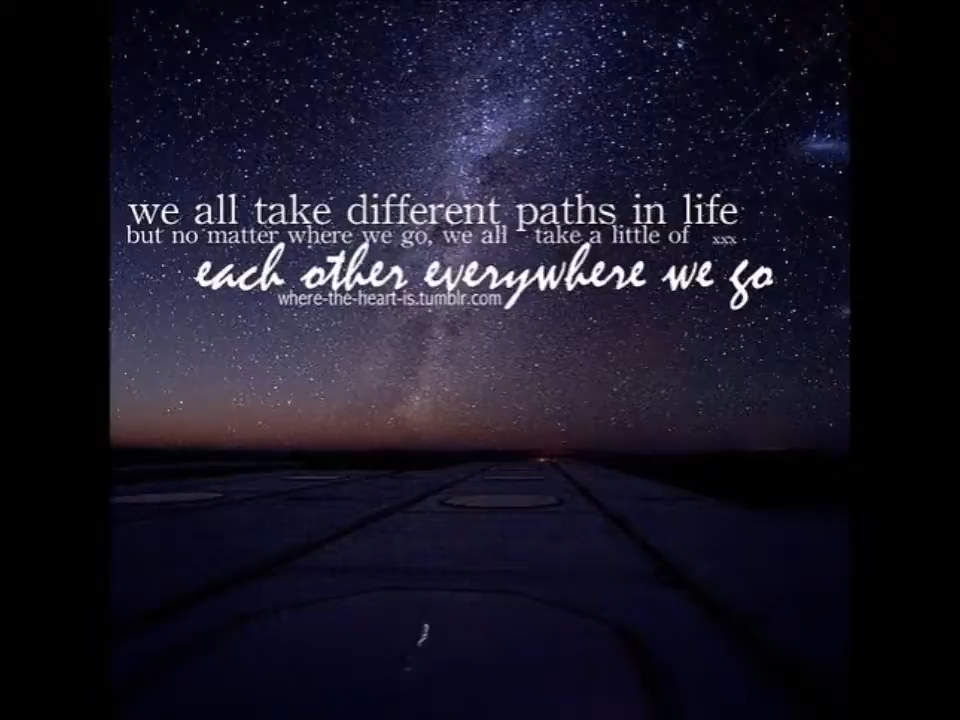 we all take different paths in life
but no matter where we go, we all take a little of xxx
each other everywhere we go
where-the-heart-is.tumblr.com